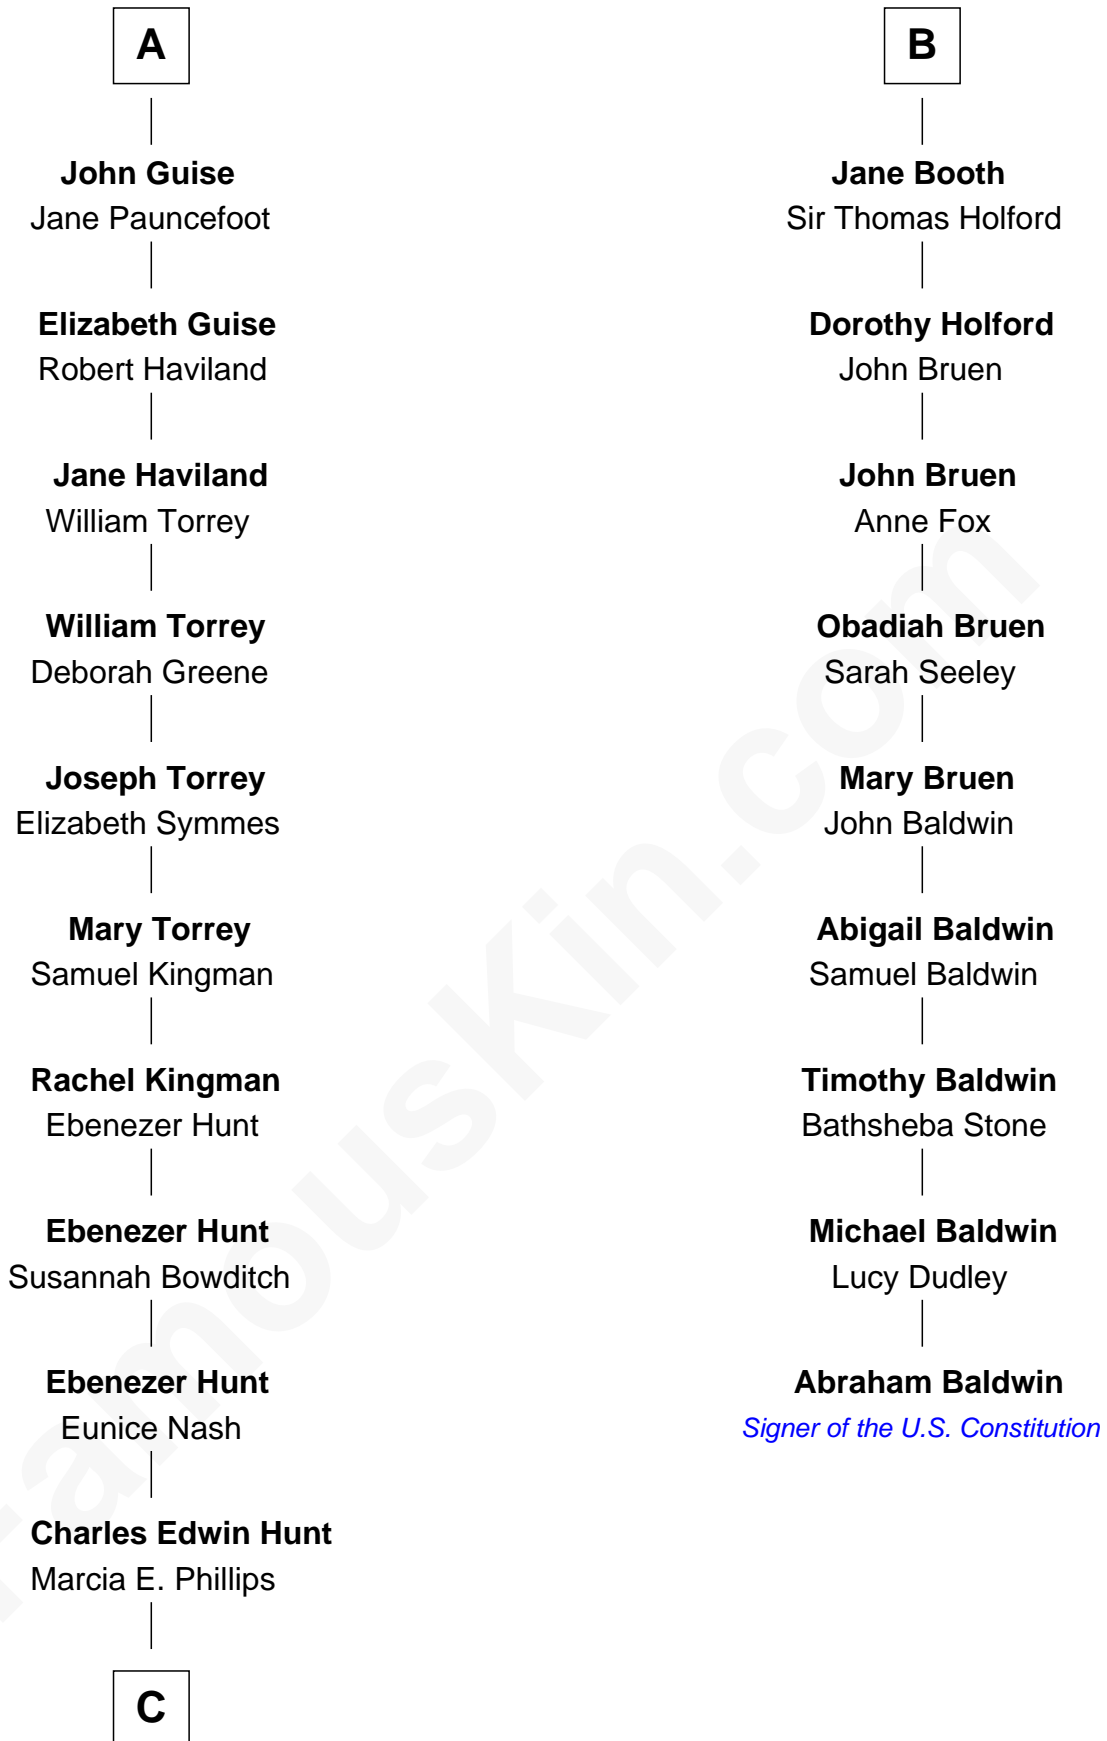 A
John Guise
Jane Pauncefoot
Elizabeth Guise
Robert Haviland
Jane Haviland
William Torrey
William Torrey
Deborah Greene
Joseph Torrey
Elizabeth Symmes
Mary Torrey
Samuel Kingman
Rachel Kingman
Ebenezer Hunt
Ebenezer Hunt
Susannah Bowditch
Ebenezer Hunt
Eunice Nash
Charles Edwin Hunt
Marcia E. Phillips
C
B
Jane Booth
Sir Thomas Holford
Dorothy Holford
John Bruen
John Bruen
Anne Fox
Obadiah Bruen
Sarah Seeley
Mary Bruen
John Baldwin
Abigail Baldwin
Samuel Baldwin
Timothy Baldwin
Bathsheba Stone
Michael Baldwin
Lucy Dudley
Abraham Baldwin
Signer of the U.S. Constitution
FamousKin.com